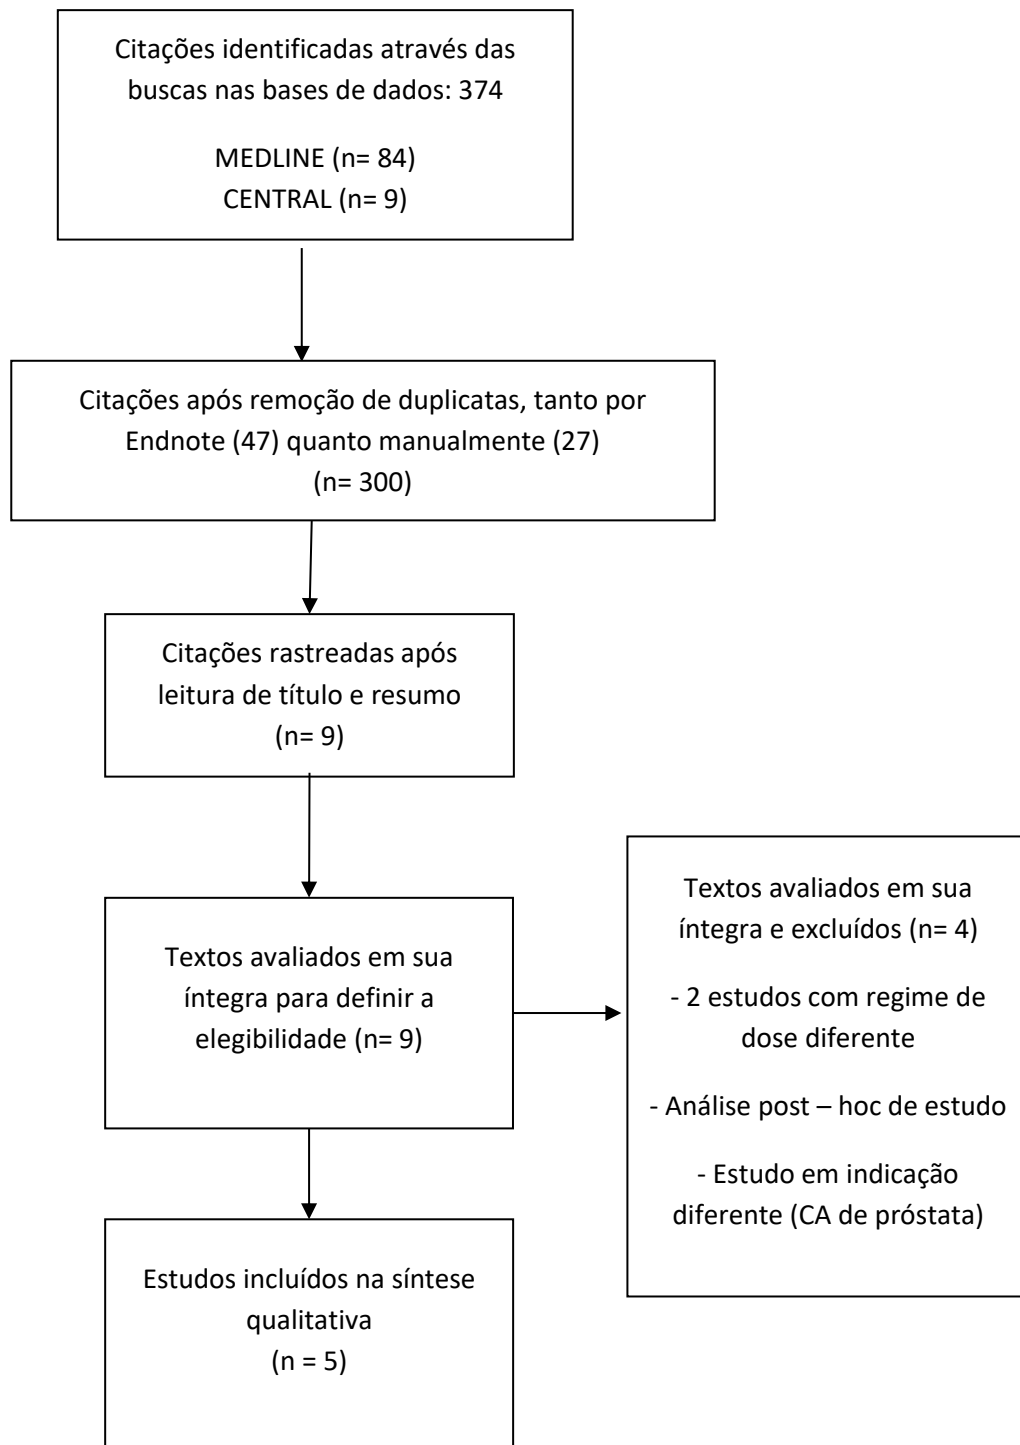 Citações identificadas através das
buscas nas bases de dados: 374
MEDLINE (n= 84)
CENTRAL (n= 9)
Citações após remoção de duplicatas, tanto por
Endnote (47) quanto manualmente (27)
(n= 300)
Citações rastreadas após
leitura de título e resumo
(n= 9)
Textos avaliados em sua
íntegra para definir a
elegibilidade (n= 9)
Textos avaliados em sua
íntegra e excluídos (n= 4)
- 2 estudos com regime de
dose diferente
- Análise post – hoc de estudo
- Estudo em indicação
diferente (CA de próstata)
Estudos incluídos na síntese
qualitativa
(n = 5)